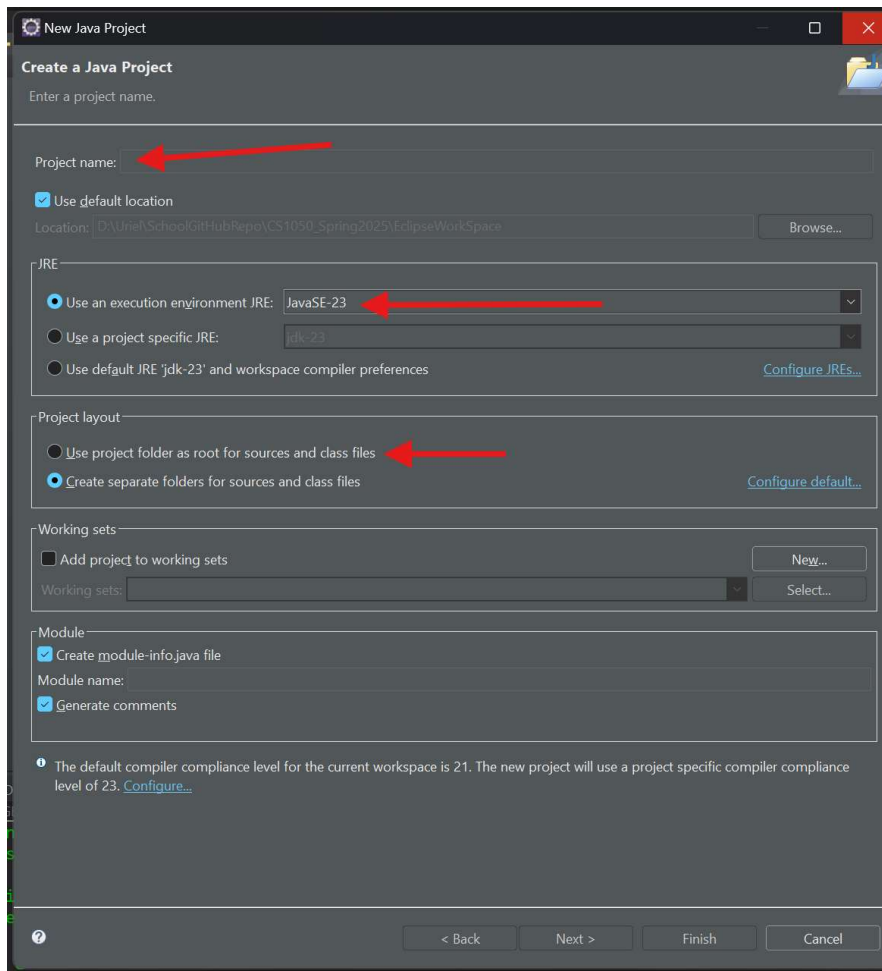 New Java Project
Create a Java Project
Enter a project name.
Project name:
Use default location
Location: D:\Uriel\SchoolGitHubRepo\CS1050_Spring2025\EclipseWorkSpace
Browse...
JRE
Use an execution environment JRE: JavaSE-23
Use a project specific JRE: jdk-23
Use default JRE 'jdk-23' and workspace compiler preferences
Configure JREs...
Project layout
Use project folder as root for sources and class files
Create separate folders for sources and class files
Configure default...
Working sets
Add project to working sets
New...
Working sets:
Select...
Module
Create module-info.java file
Module name:
Generate comments
The default compiler compliance level for the current workspace is 21. The new project will use a project specific compiler compliance
level of 23. Configure...
< Back
Next >
Finish
Cancel